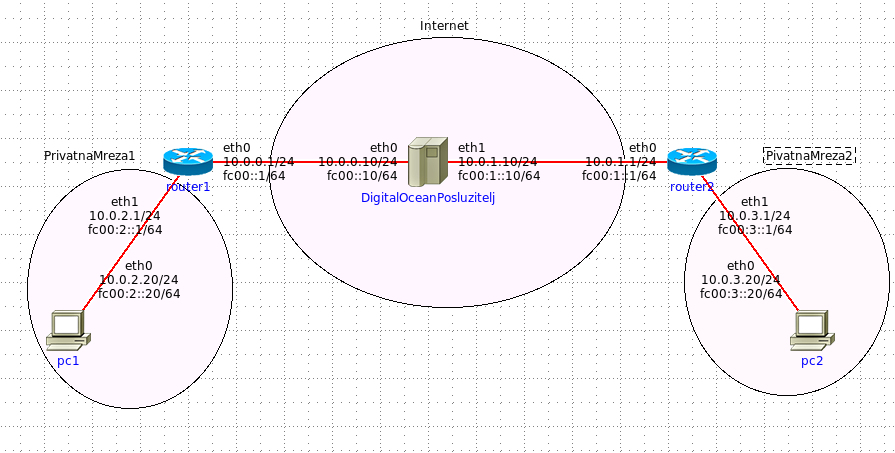 Internet
PrivatnaMreza1
router1
eth0
10.0.0.1/24
fc00::1/64
eth0
10.0.0.10/24
fc00::10/64
DigitalOceanPosluzitelj
eth1
10.0.1.10/24
fc00:1::10/64
eth0
10.0.1.1/24
fc00:1::1/64
router2
PivatnaMreza2
eth1
10.0.2.1/24
fc00:2::1/64
eth0
10.0.2.20/24
fc00:2::20/64
pc1
eth1
10.0.3.1/24
fc00:3::1/64
eth0
10.0.3.20/24
fc00:3::20/64
pc2